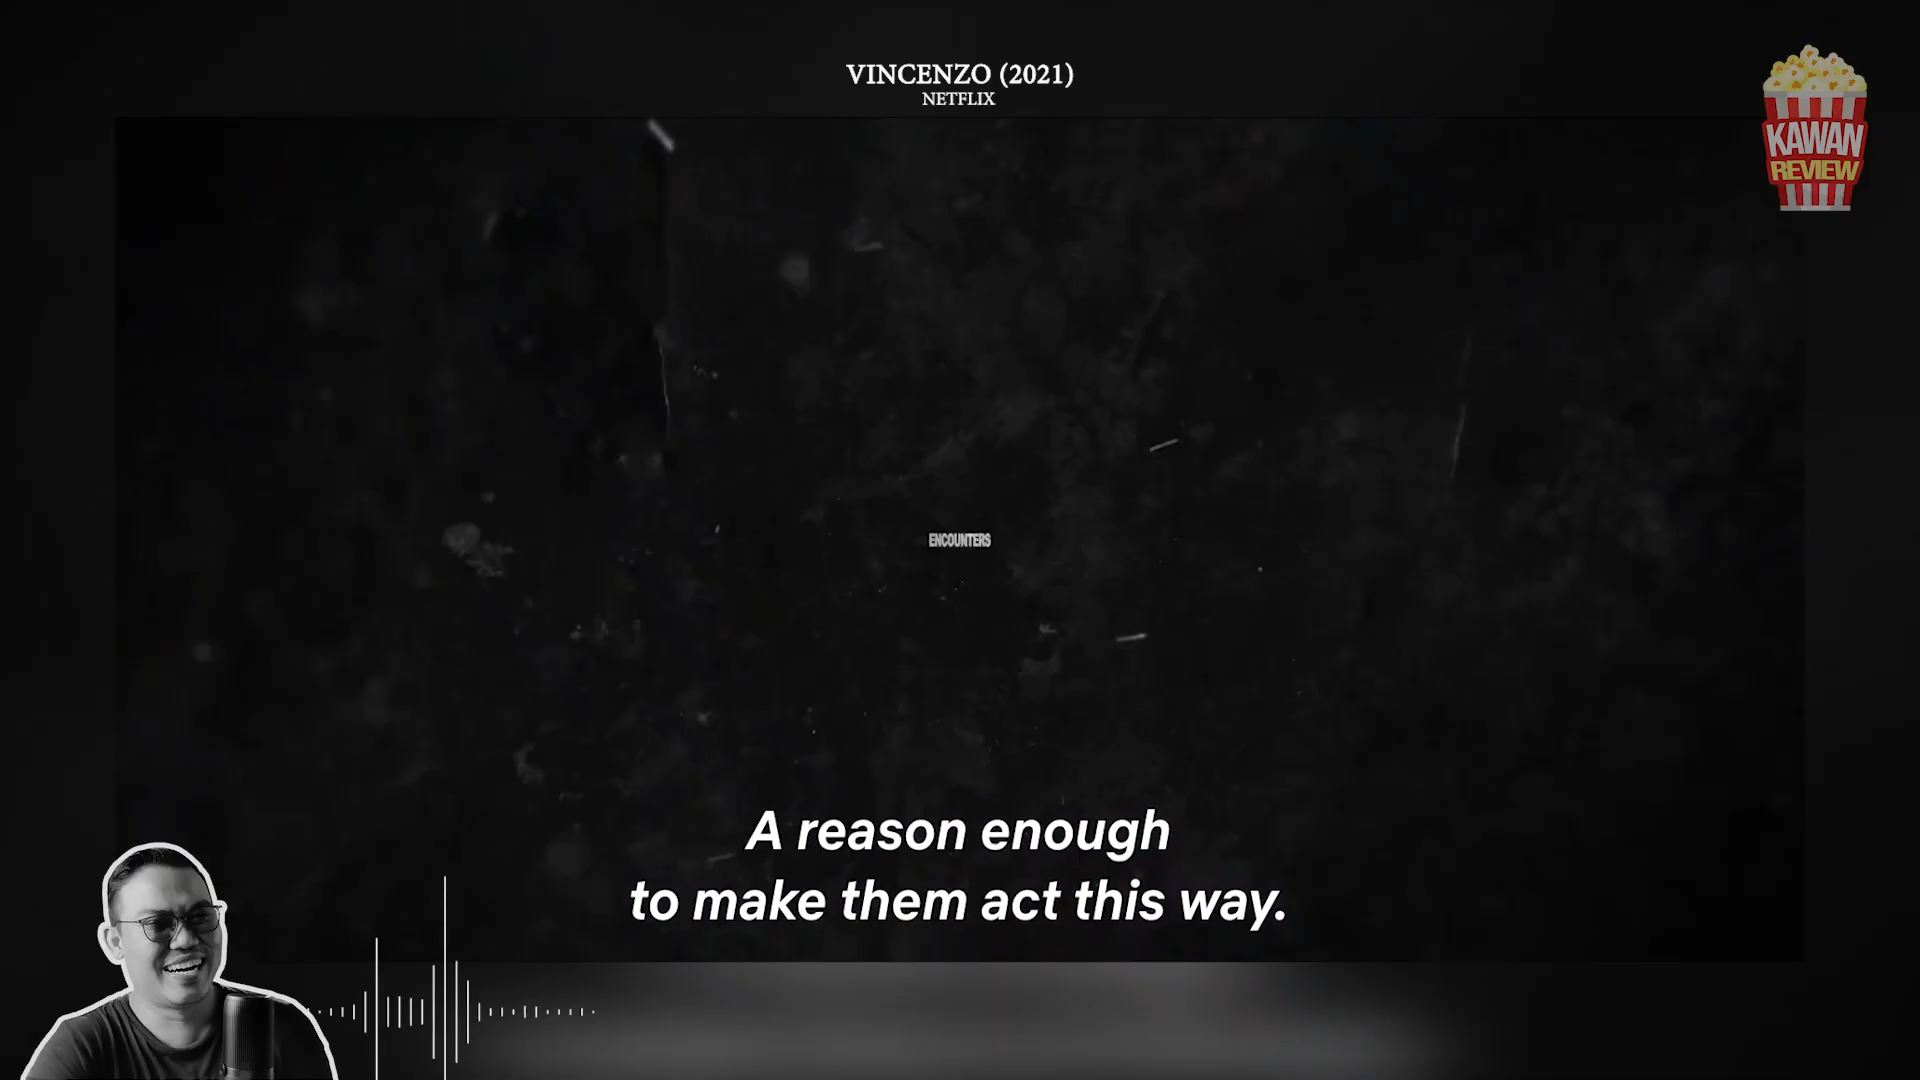 VINCENZO (2021)
NETFLIX
KAWAN
REVIEW
ENCOUNTERS
A reason enough
to make them act this way.